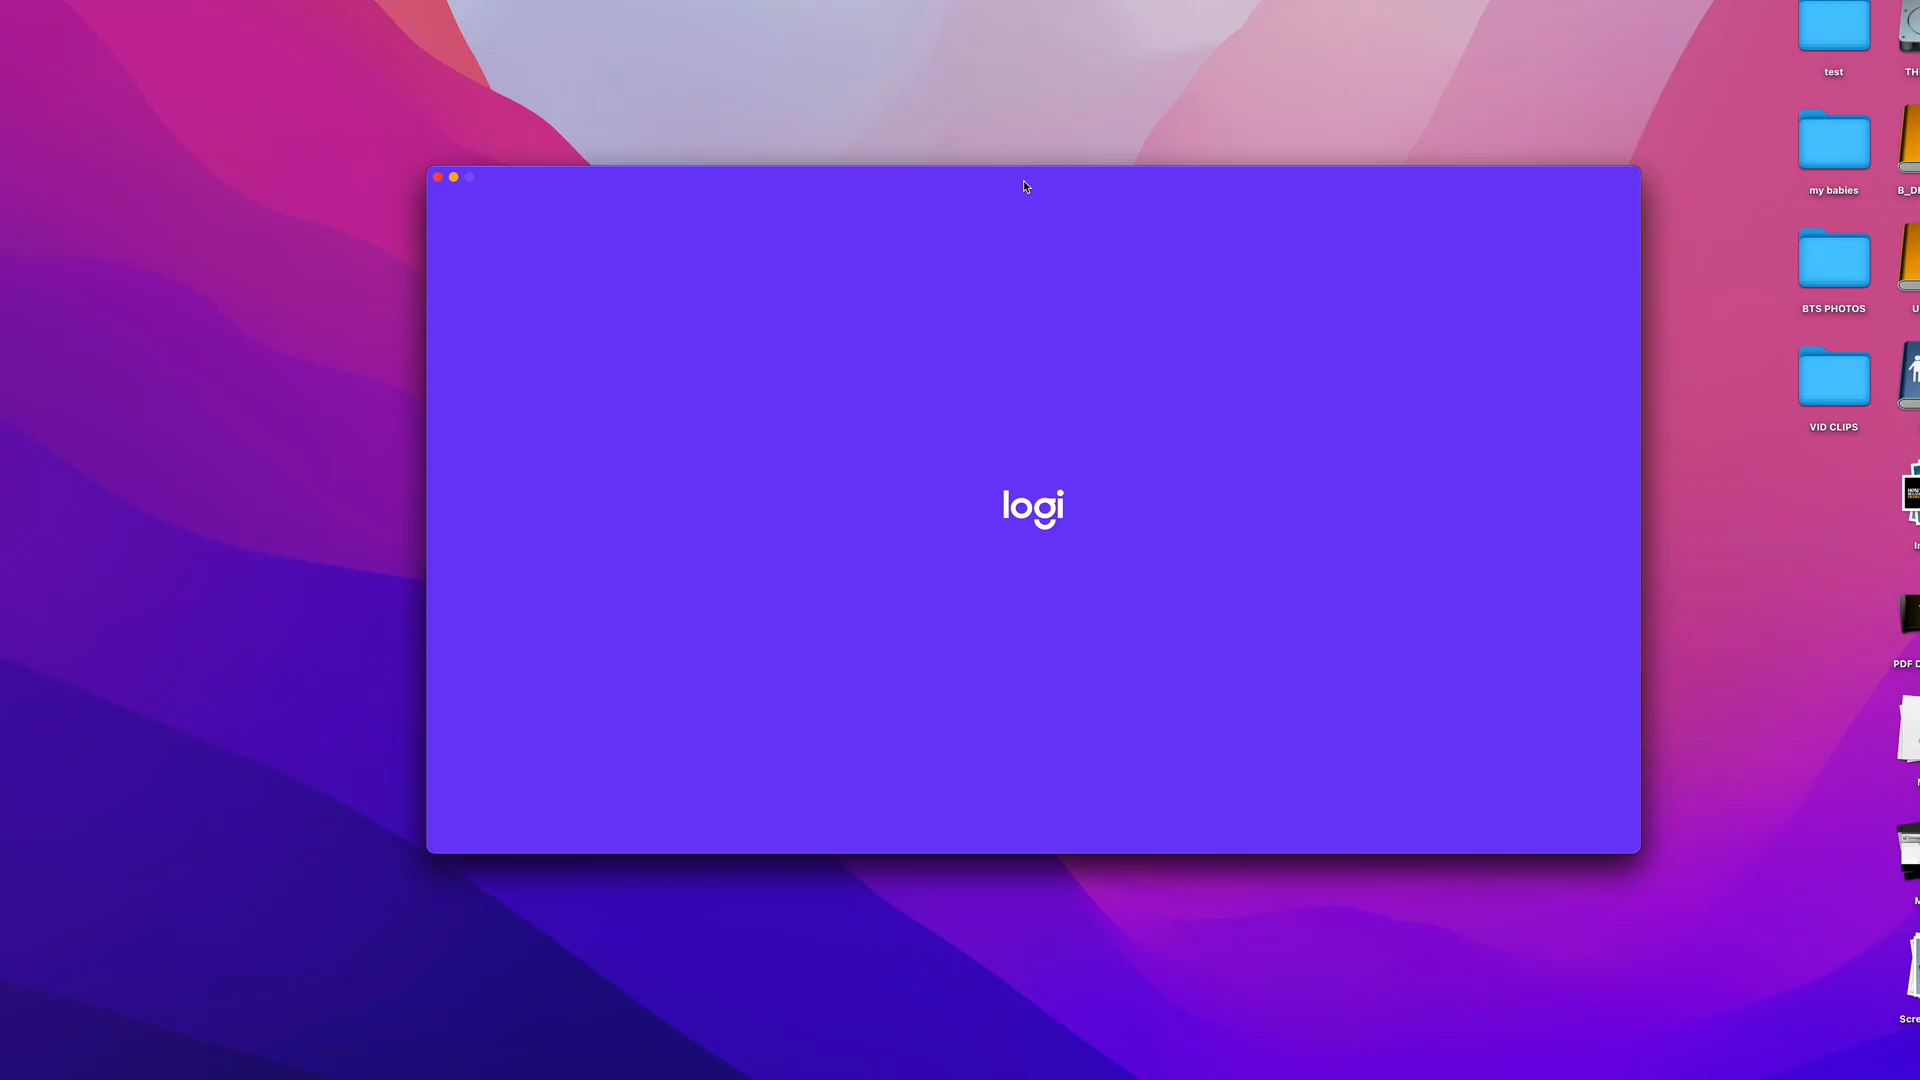 test
my babies
BTS PHOTOS
VID CLIPS
logi
TH
B_D
U
PDF D
Scre